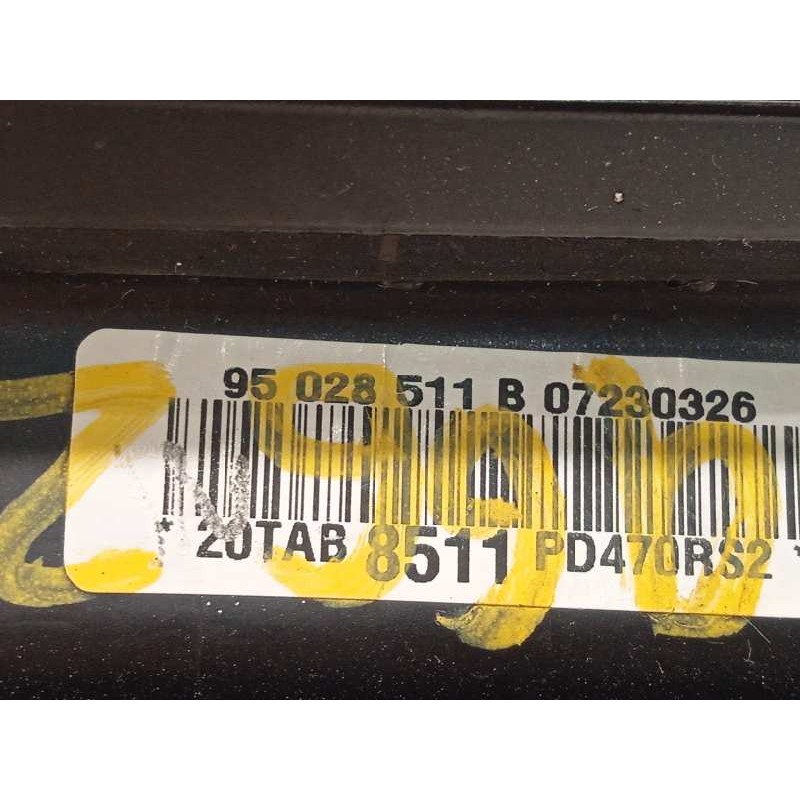 95 028 511 B 07230326
* 20TAB 8511 PD470RS2 *